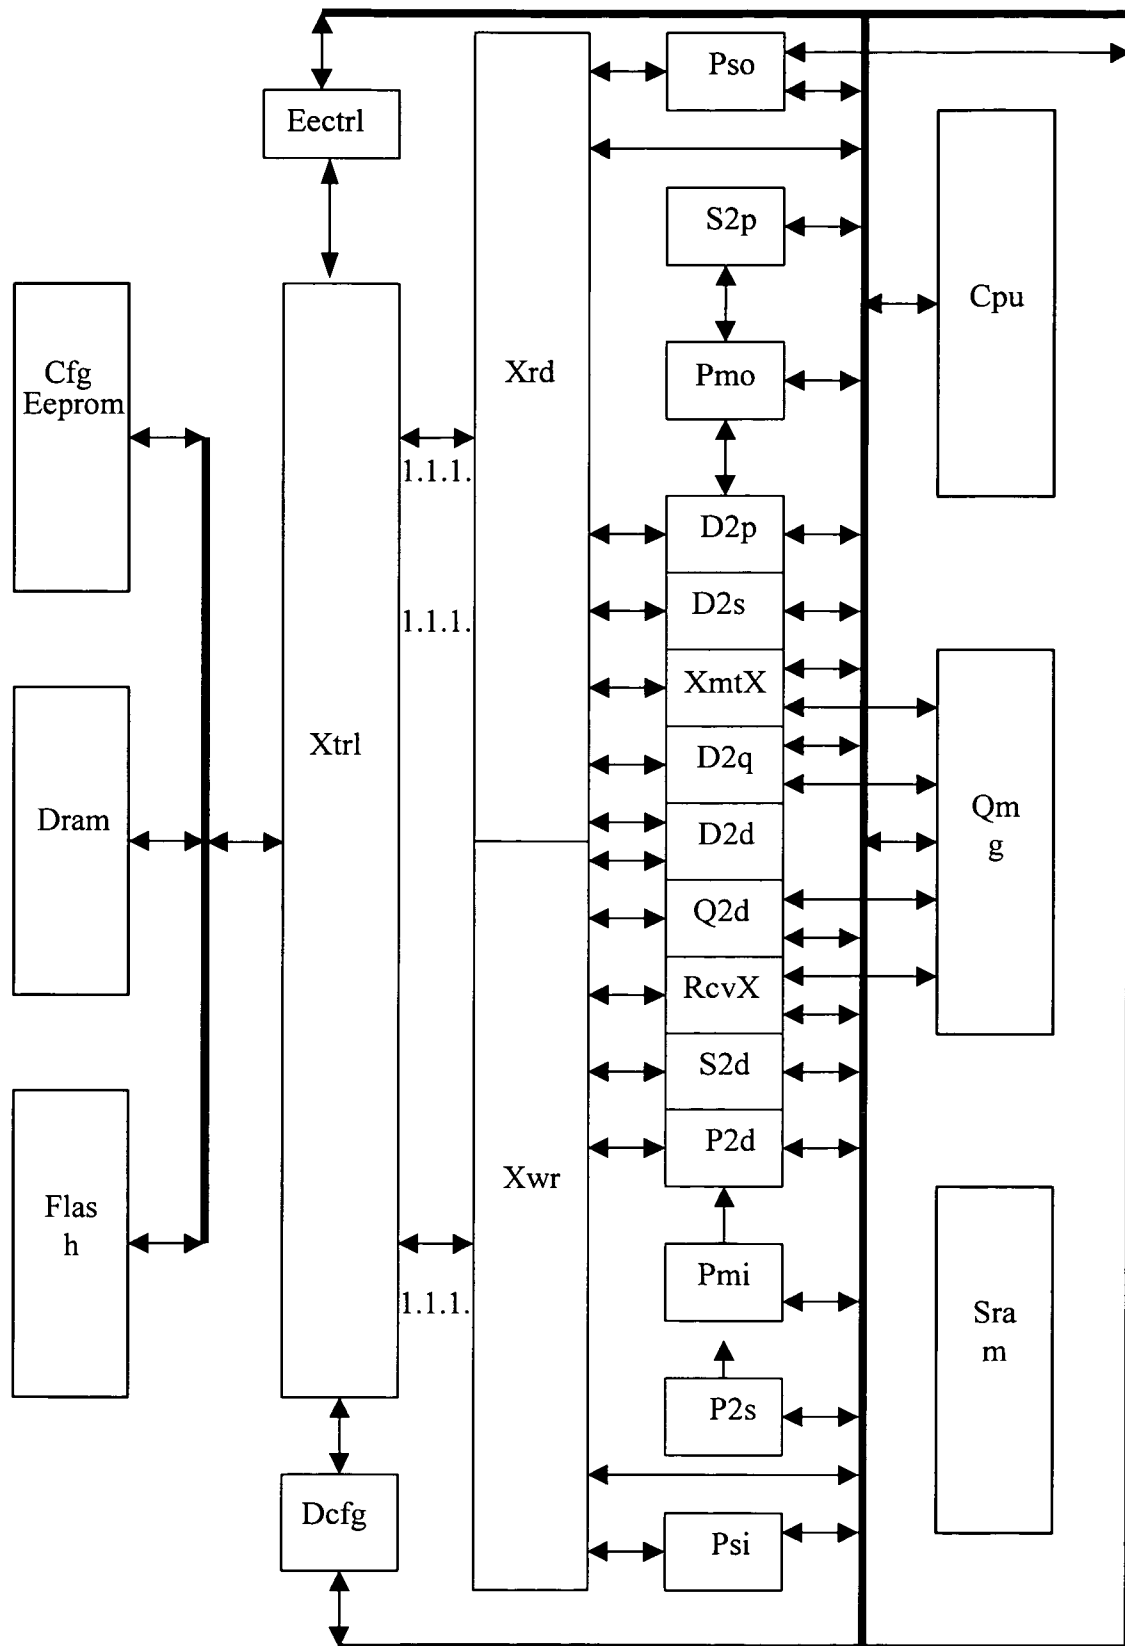 Pso
Eectrl
S2p
Cpu
Cfg
Eeprom
Xrd
Pmo
1.1.1.
D2p
D2s
1.1.1.
XmtX
Xtrl
D2q
Dram
D2d
Qm
g
Q2d
RcvX
S2d
P2d
Xwr
Flas
h
Pmi
1.1.1.
Sra
m
P2s
Dcfg
Psi